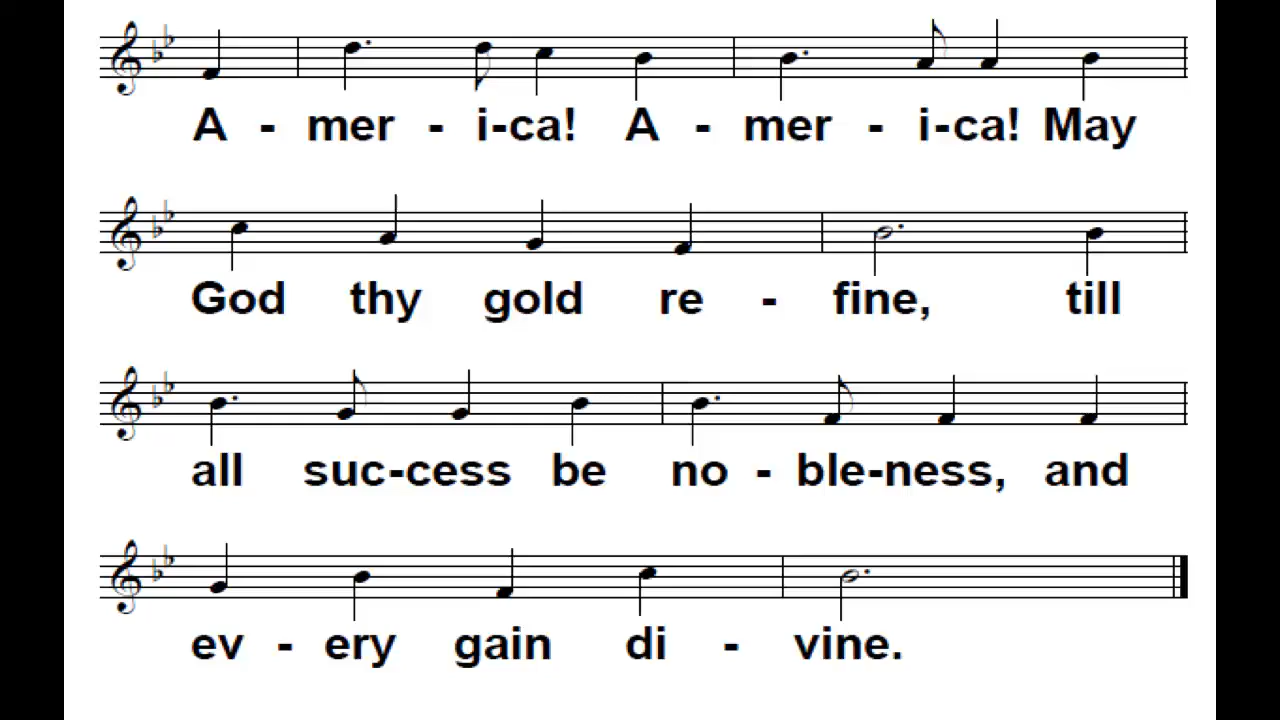 A - mer - i-ca! A - mer - i-ca! May
God thy gold re - fine, till
all suc-cess be no - ble-ness, and
ev - ery gain di - vine.